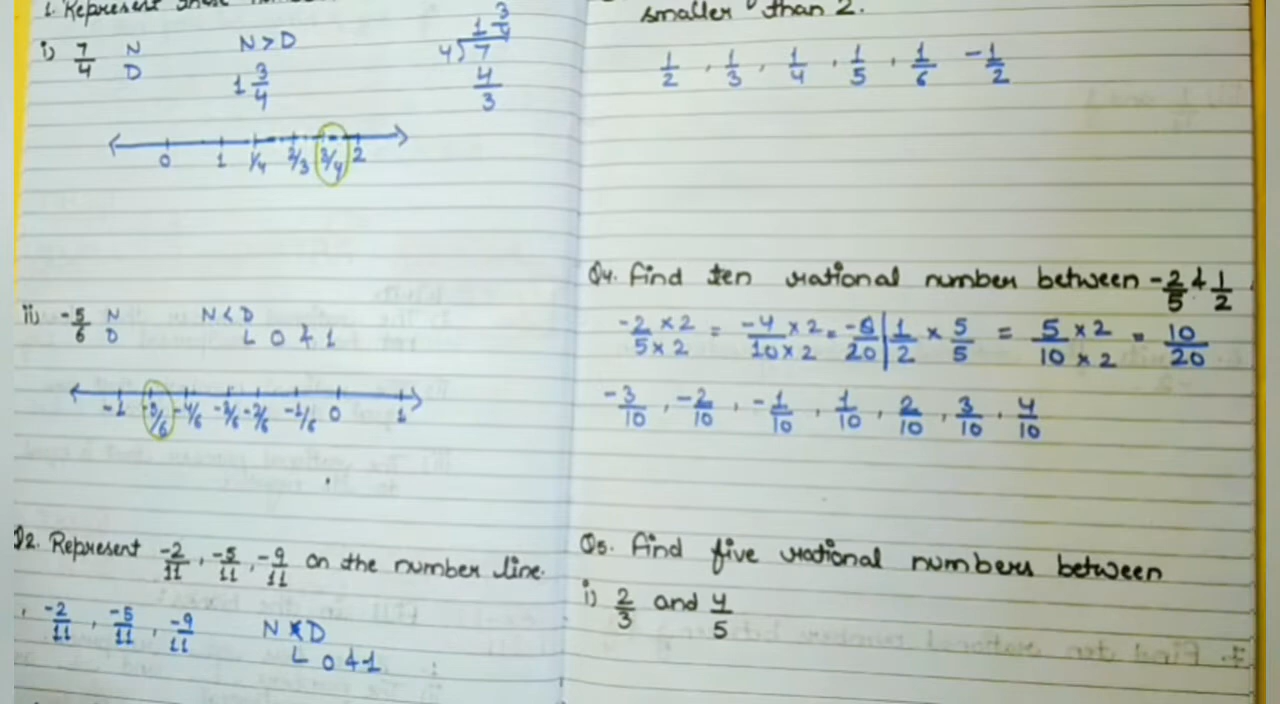 1. Represent these
i) 7/4 N D N > D
1 3/4
1 3/4
4)7
4
3
0 1 1/4 2/3 3/4 2
ii) -5/6 N D N < D
L 0 & 1
-1 -5/6 -4/6 -3/6 -2/6 -1/6 0 1
Q2. Represent -2/11, -5/11, -9/11 on the number line.
-2/11, -5/11, -9/11 N < D
L 0 & 1
smaller than 2.
1/2, 1/3, 1/4, 1/5, 1/6 -1/2
Q4. Find ten rational number between -2/5 & 1/2
-2/5 × 2/2 = -4/10 × 2/2 = -8/20 | 1/2 × 5/5 = 5/10 × 2/2 = 10/20
-3/10, -2/10, -1/10, 1/10, 2/10, 3/10, 4/10
Q5. Find five rational numbers between
i) 2/3 and 4/5